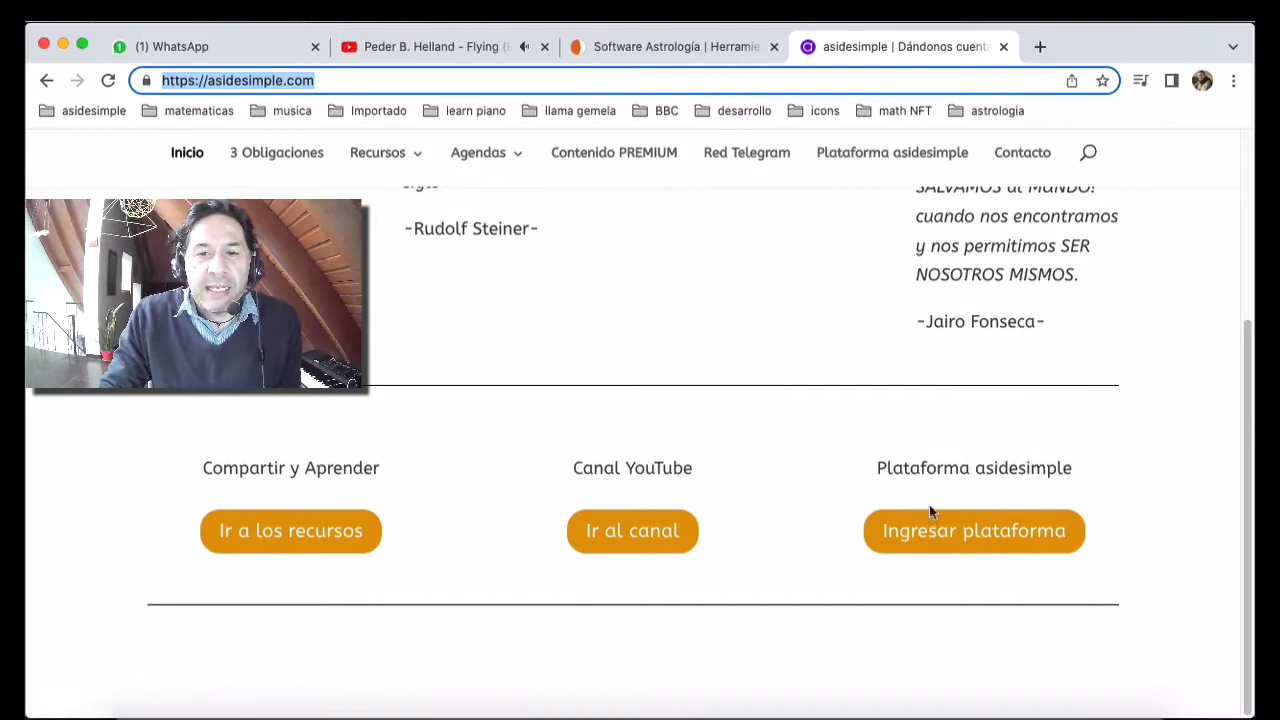 (1) WhatsApp
Peder B. Helland - Flying (
Software Astrología | Herramie
asidesimple | Dándonos cuent
https://asidesimple.com
asidesimple
matematicas
musica
Importado
learn piano
llama gemela
BBC
desarrollo
icons
math NFT
astrologia
Inicio
3 Obligaciones
Recursos
Agendas
Contenido PREMIUM
Red Telegram
Plataforma asidesimple
Contacto
-Rudolf Steiner-
SALVAMOS al MUNDO!
cuando nos encontramos
y nos permitimos SER
NOSOTROS MISMOS.
-Jairo Fonseca-
Compartir y Aprender
Canal YouTube
Plataforma asidesimple
Ir a los recursos
Ir al canal
Ingresar plataforma